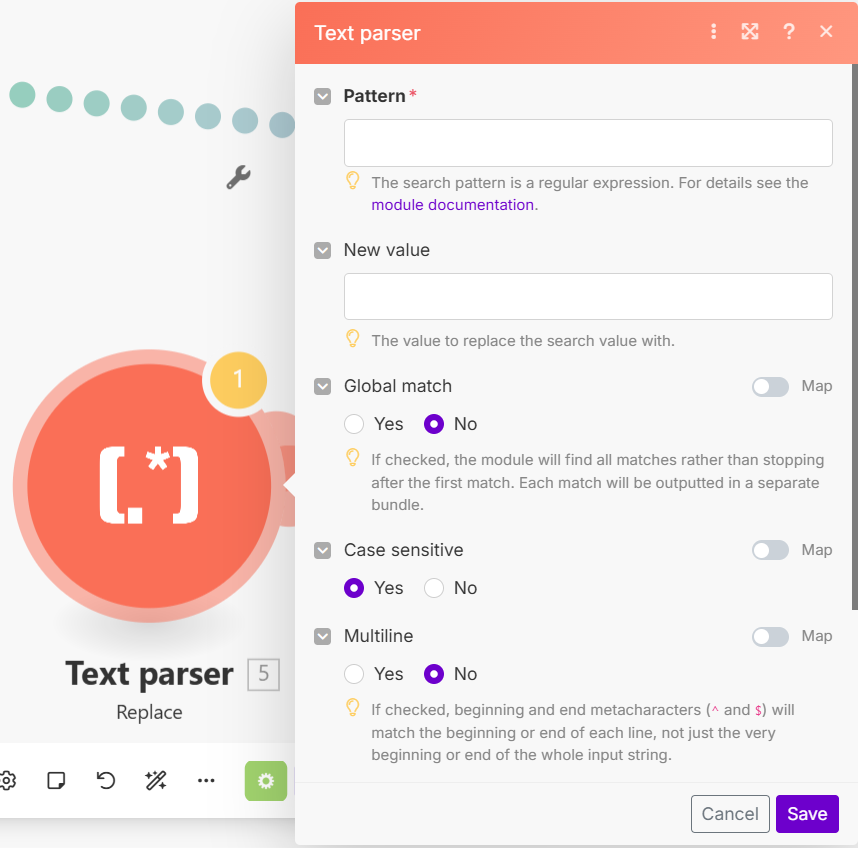 Text parser
?
Pattern *
The search pattern is a regular expression. For details see the
module documentation.
New value
The value to replace the search value with.
Global match
Map
Yes
No
If checked, the module will find all matches rather than stopping
after the first match. Each match will be outputted in a separate
bundle.
Case sensitive
Map
Yes
No
Multiline
Map
Yes
No
If checked, beginning and end metacharacters (^ and $) will
match the beginning or end of each line, not just the very
beginning or end of the whole input string.
Cancel
Save
1
[.*]
Text parser 5
Replace